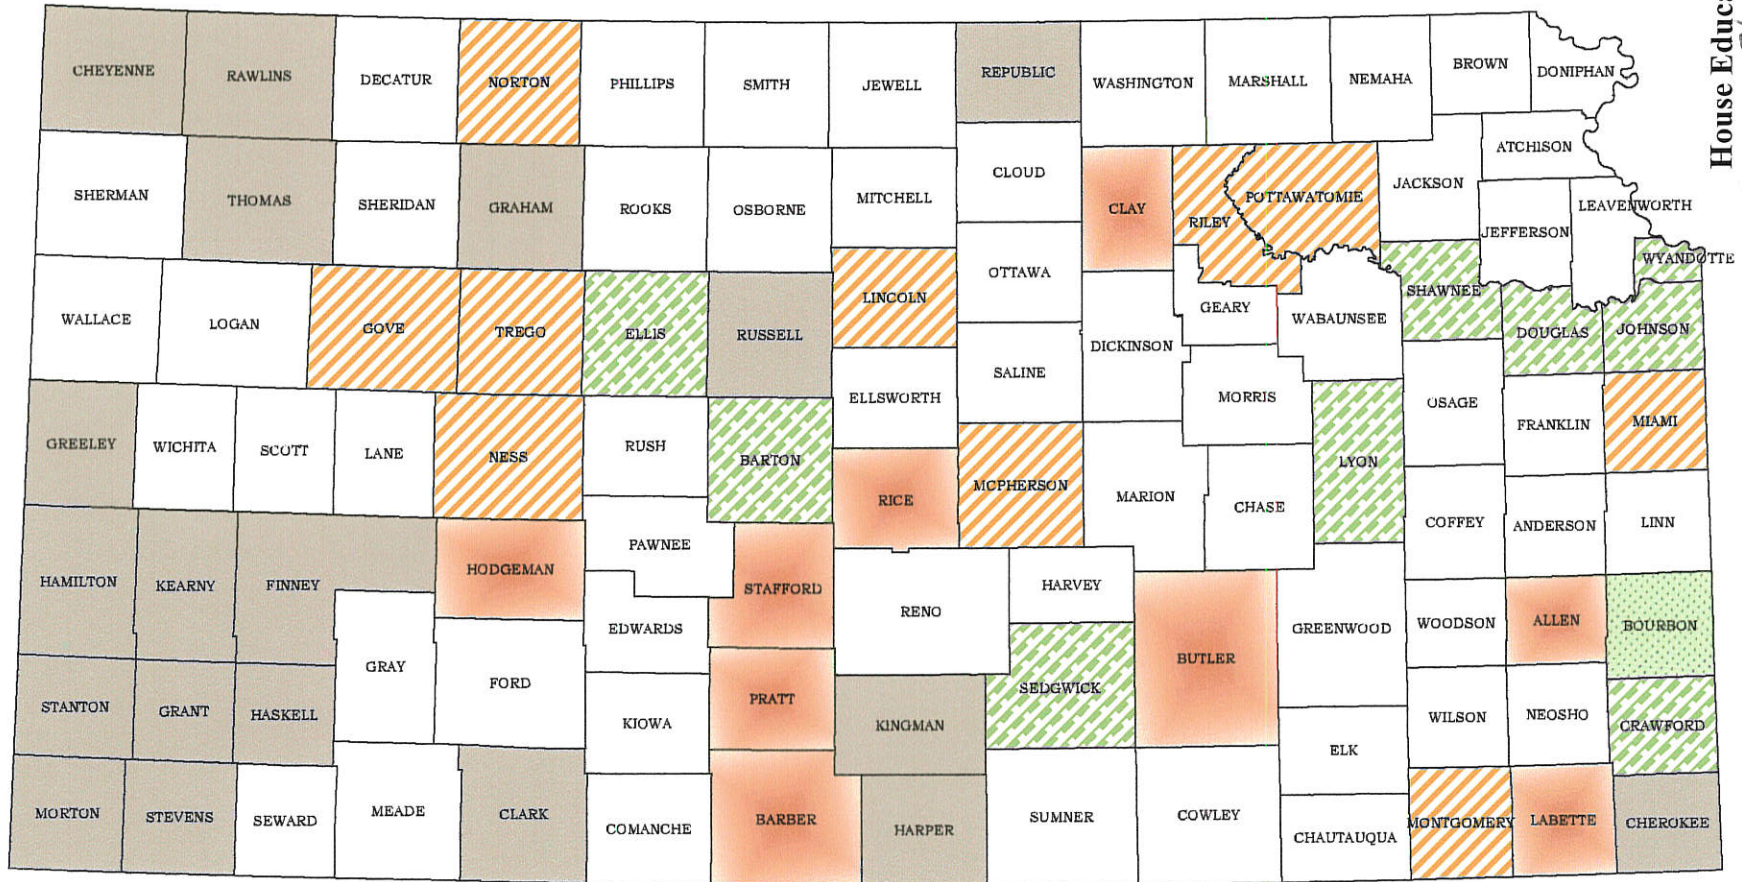 House Educa
CHEYENNE
RAWLINS
DECATUR
NORTON
PHILLIPS
SMITH
JEWELL
REPUBLIC
WASHINGTON
MARSHALL
NEMAHA
BROWN
DONIPHAN
SHERMAN
THOMAS
SHERIDAN
GRAHAM
ROOKS
OSBORNE
MITCHELL
CLOUD
CLAY
RILEY
POTTAWATOMIE
JACKSON
ATCHISON
JEFFERSON
LEAVENWORTH
WYANDOTTE
WALLACE
LOGAN
GOVE
TREGO
ELLIS
RUSSELL
LINCOLN
OTTAWA
DICKINSON
GEARY
WABAUNSEE
SHAWNEE
DOUGLAS
JOHNSON
GREELEY
WICHITA
SCOTT
LANE
NESS
RUSH
BARTON
ELLSWORTH
SALINE
MORRIS
LYON
OSAGE
FRANKLIN
MIAMI
RICE
MCPHERSON
MARION
CHASE
COFFEY
ANDERSON
LINN
HAMILTON
KEARNY
FINNEY
HODGEMAN
PAWNEE
STAFFORD
RENO
HARVEY
EDWARDS
GRAY
FORD
SEDGWICK
BUTLER
GREENWOOD
WOODSON
ALLEN
BOURBON
STANTON
GRANT
HASKELL
KIOWA
PRATT
KINGMAN
ELK
WILSON
NEOSHO
CRAWFORD
MORTON
STEVENS
SEWARD
MEADE
CLARK
COMANCHE
BARBER
HARPER
SUMNER
COWLEY
CHAUTAUQUA
MONTGOMERY
LABETTE
CHEROKEE